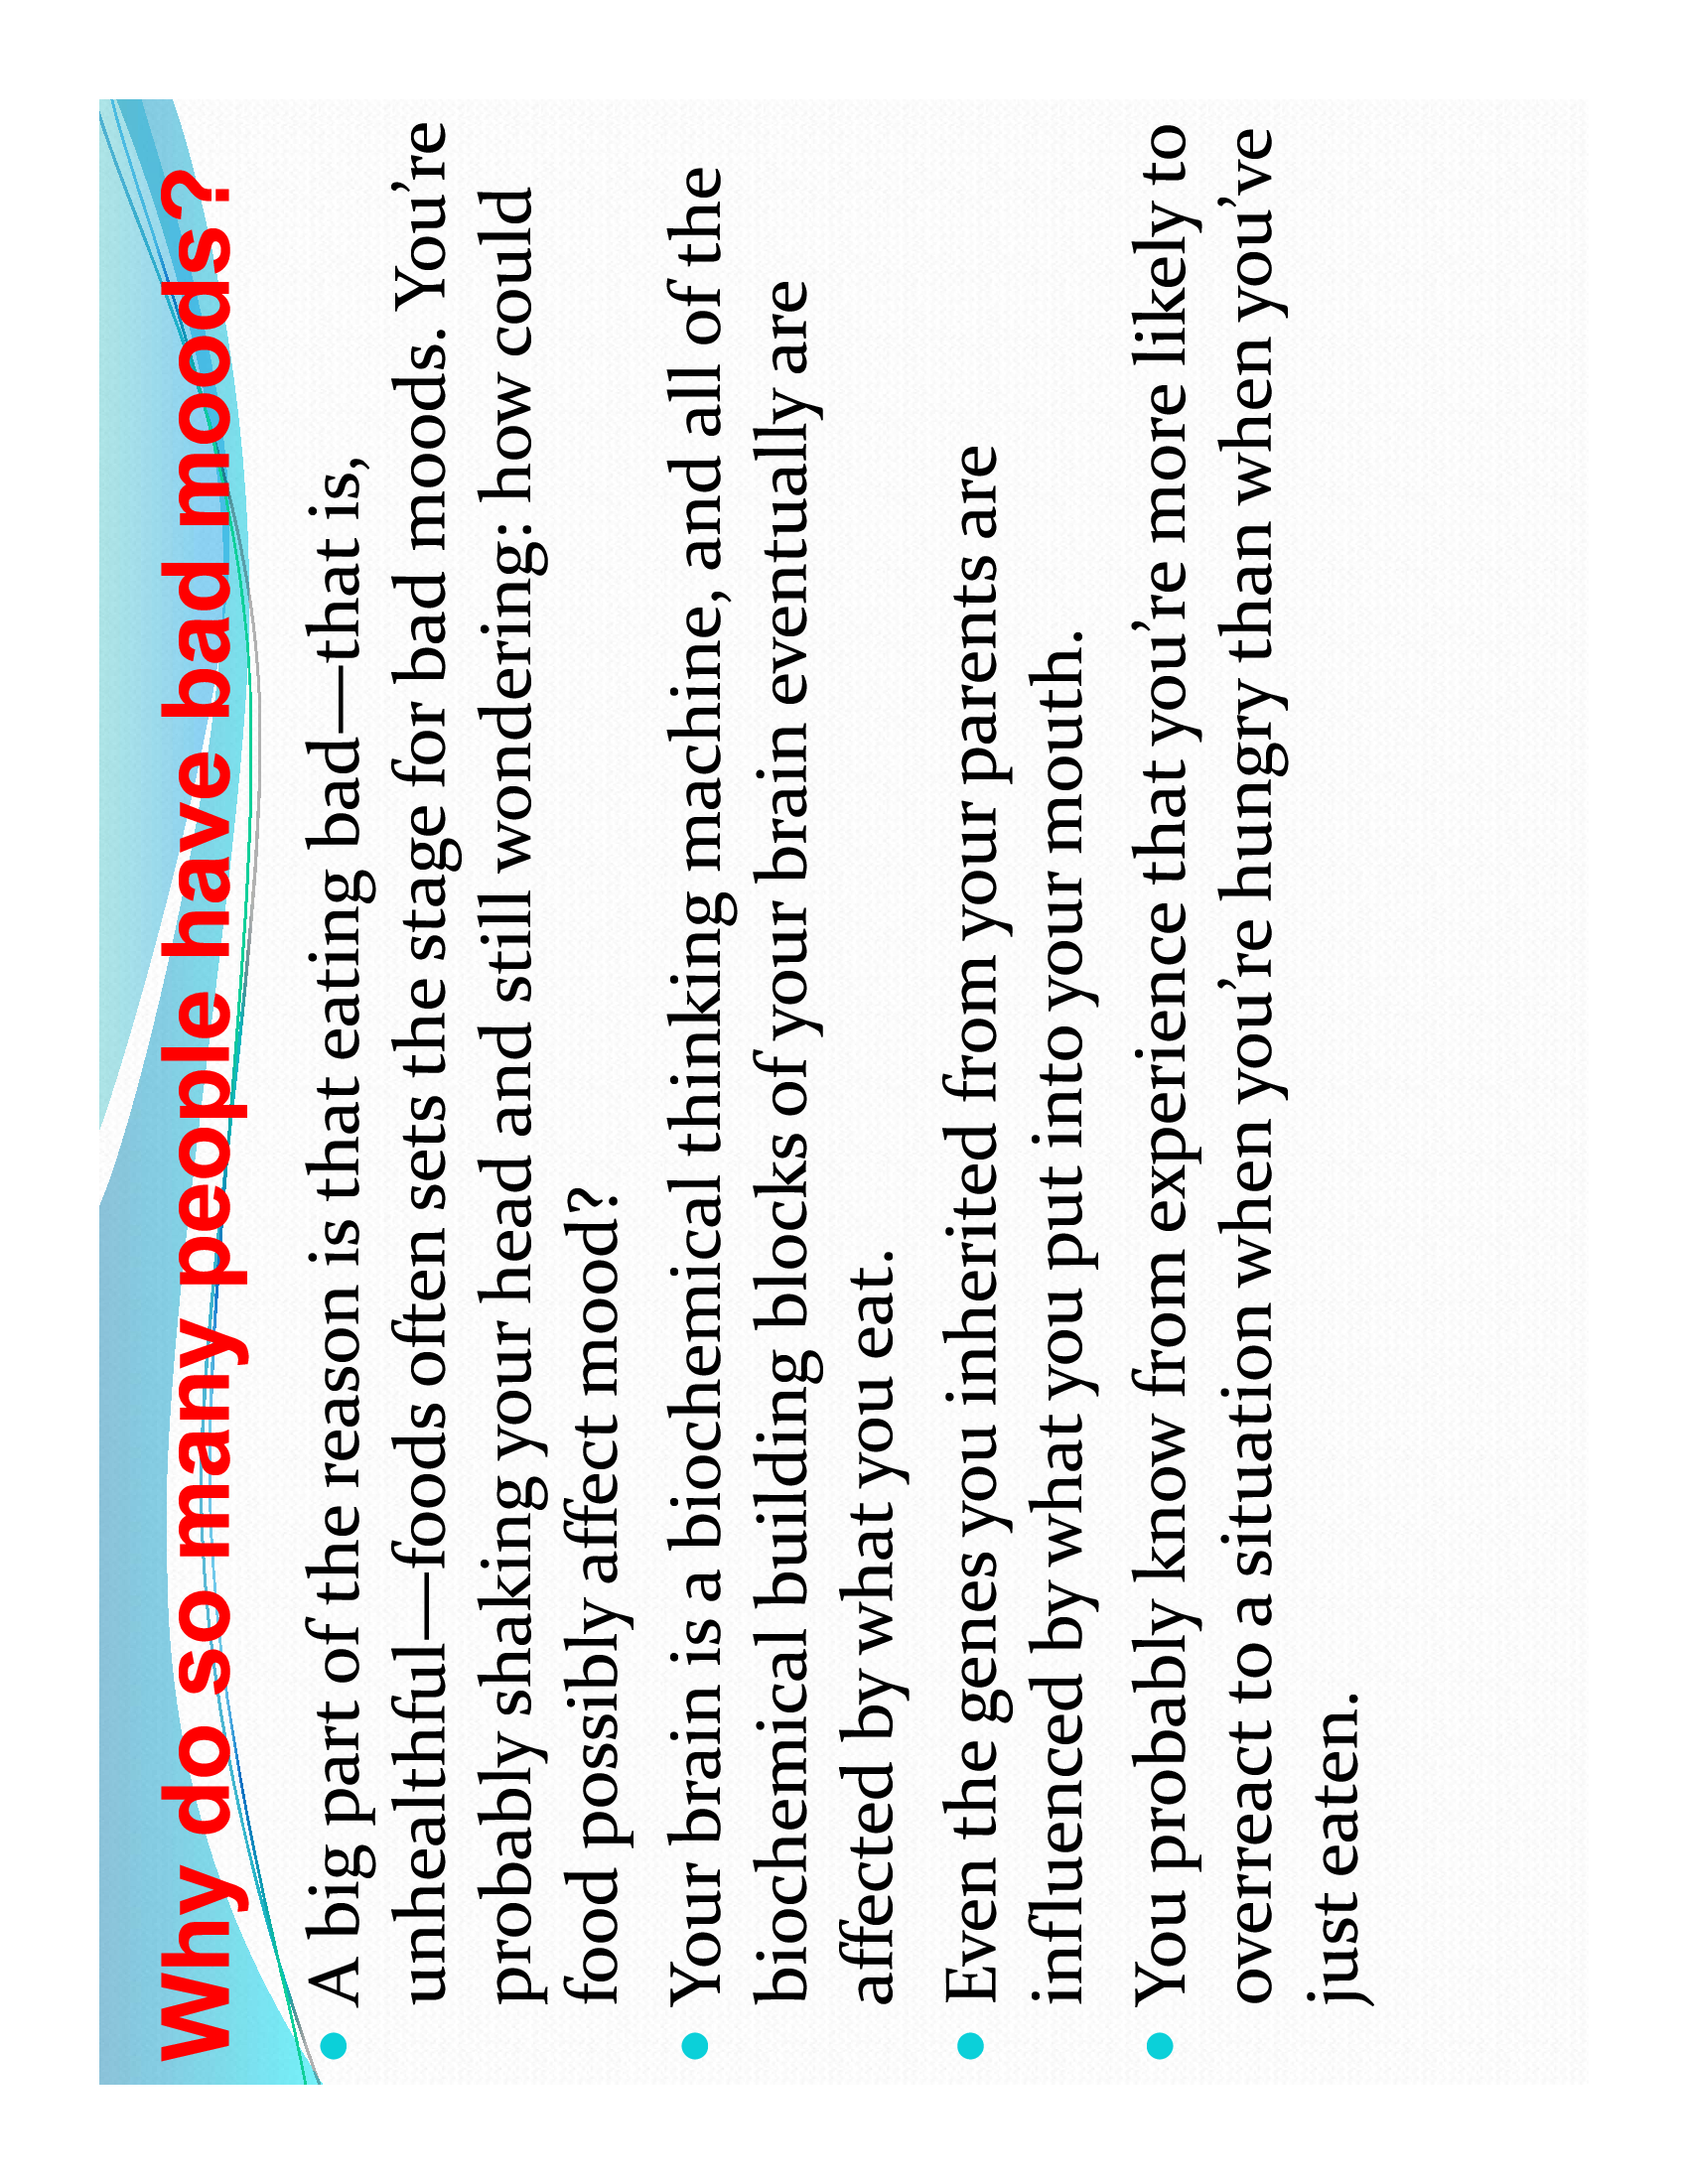 Why do so many people have bad moods?
• A big part of the reason is that eating bad—that is,
unhealthful—foods often sets the stage for bad moods. You’re
probably shaking your head and still wondering: how could
food possibly affect mood?
• Your brain is a biochemical thinking machine, and all of the
biochemical building blocks of your brain eventually are
affected by what you eat.
• Even the genes you inherited from your parents are
influenced by what you put into your mouth.
• You probably know from experience that you’re more likely to
overreact to a situation when you’re hungry than when you’ve
just eaten.